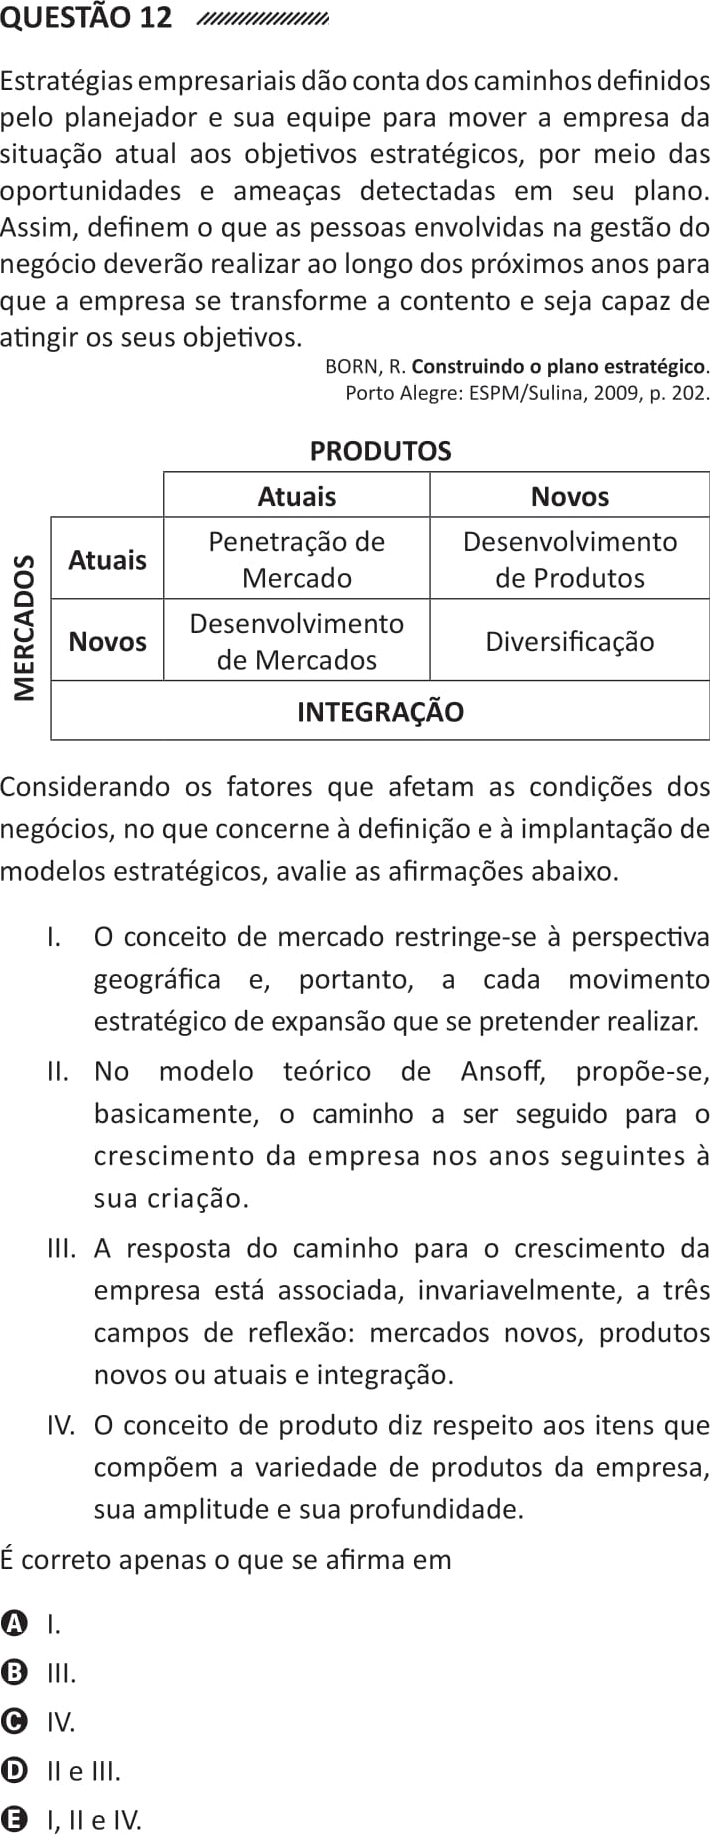 QUESTÃO 12
Estratégias empresariais dão conta dos caminhos definidos
pelo planejador e sua equipe para mover a empresa da
situação atual aos objetivos estratégicos, por meio das
oportunidades e ameaças detectadas em seu plano.
Assim, definem o que as pessoas envolvidas na gestão do
negócio deverão realizar ao longo dos próximos anos para
que a empresa se transforme a contento e seja capaz de
atingir os seus objetivos.
BORN, R. Construindo o plano estratégico.
Porto Alegre: ESPM/Sulina, 2009, p. 202.
PRODUTOS
Atuais Novos
MERCADOS
Atuais
Penetração de
Mercado
Desenvolvimento
de Produtos
Novos
Desenvolvimento
de Mercados
Diversificação
INTEGRAÇÃO
Considerando os fatores que afetam as condições dos
negócios, no que concerne à definição e à implantação de
modelos estratégicos, avalie as afirmações abaixo.
I. O conceito de mercado restringe-se à perspectiva
geográfica e, portanto, a cada movimento
estratégico de expansão que se pretender realizar.
II. No modelo teórico de Ansoff, propõe-se,
basicamente, o caminho a ser seguido para o
crescimento da empresa nos anos seguintes à
sua criação.
III. A resposta do caminho para o crescimento da
empresa está associada, invariavelmente, a três
campos de reflexão: mercados novos, produtos
novos ou atuais e integração.
IV. O conceito de produto diz respeito aos itens que
compõem a variedade de produtos da empresa,
sua amplitude e sua profundidade.
É correto apenas o que se afirma em
A I.
B III.
C IV.
D II e III.
E I, II e IV.